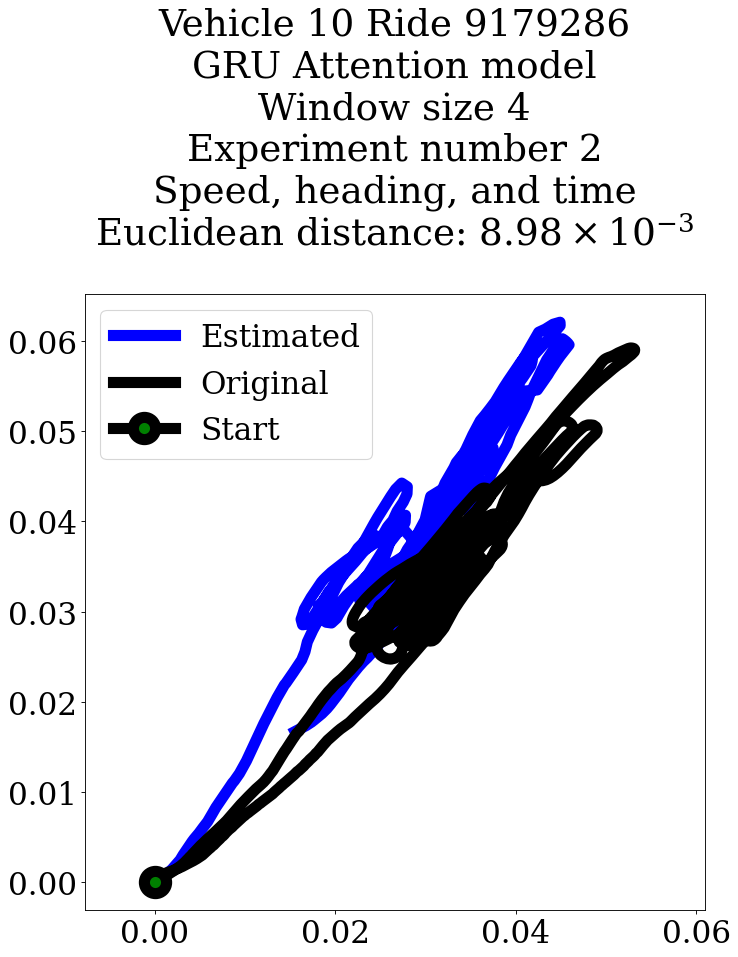 Vehicle 10 Ride 9179286
GRU Attention model
Window size 4
Experiment number 2
Speed, heading, and time
Euclidean distance: 8.98 × 10⁻³
Estimated
Original
Start
0.06
0.05
0.04
0.03
0.02
0.01
0.00
0.00 0.02 0.04 0.06